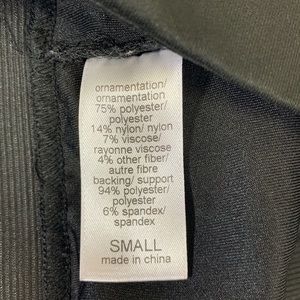 ornamentation/
ornamentation
75% polyester/
polyester
14% nylon/ nylon
7% viscose/
rayonne viscose
4% other fiber/
autre fibre
backing/ support
94% polyester/
polyester
6% spandex/
spandex
SMALL
made in china